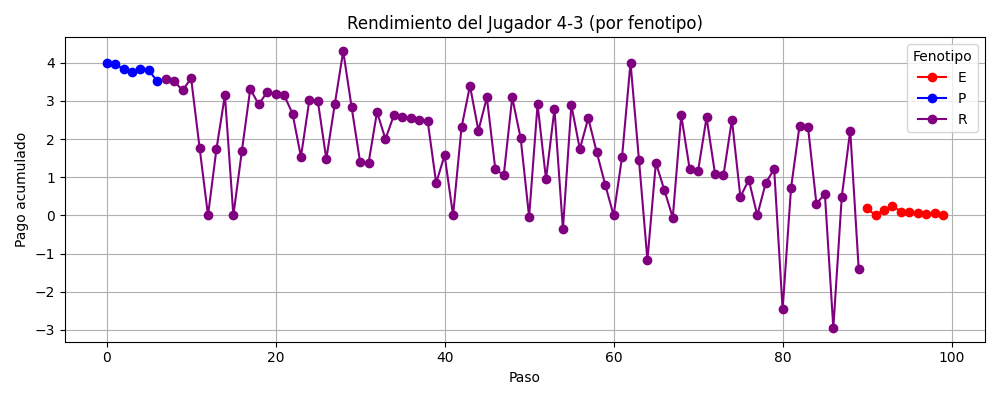 Rendimiento del Jugador 4-3 (por fenotipo)
Pago acumulado
4
3
2
1
0
−1
−2
−3
0
20
40
60
80
100
Paso
Fenotipo
E
P
R